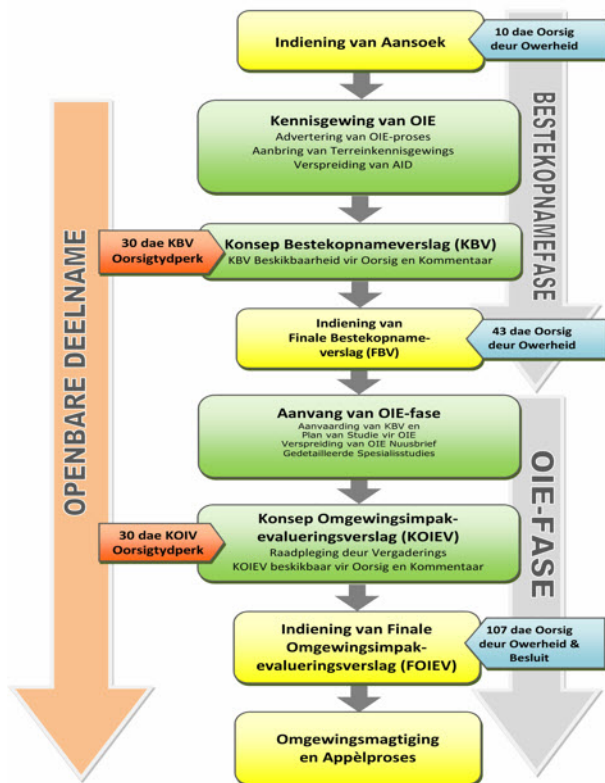 Indiening van Aansoek
10 dae Oorsig
deur Owerheid
BESTEKOPNAMEFASE
OPENBARE DEELNAME
Kennisgewing van OIE
Advertering van OIE-proses
Aanbring van Terreinkennisgewings
Verspreiding van AID
30 dae KBV
Oorsigtydperk
Konsep Bestekopnameverslag (KBV)
KBV Beskikbaarheid vir Oorsig en Kommentaar
Indiening van
Finale Bestekopname-
verslag (FBV)
43 dae Oorsig
deur Owerheid
Aanvang van OIE-fase
Aanvaarding van KBV en
Plan van Studie vir OIE
Verspreiding van OIE Nuusbrief
Gedetailleerde Spesialisstudies
OIE-FASE
30 dae KOIV
Oorsigtydperk
Konsep Omgewingsimpak-
evalueringsverslag (KOIEV)
Raadpleging deur Vergaderings
KOIEV beskikbaar vir Oorsig en Kommentaar
Indiening van Finale
Omgewingsimpak-
evalueringsverslag (FOIEV)
107 dae Oorsig
deur Owerheid &
Besluit
Omgewingsmagtiging
en Appèlproses